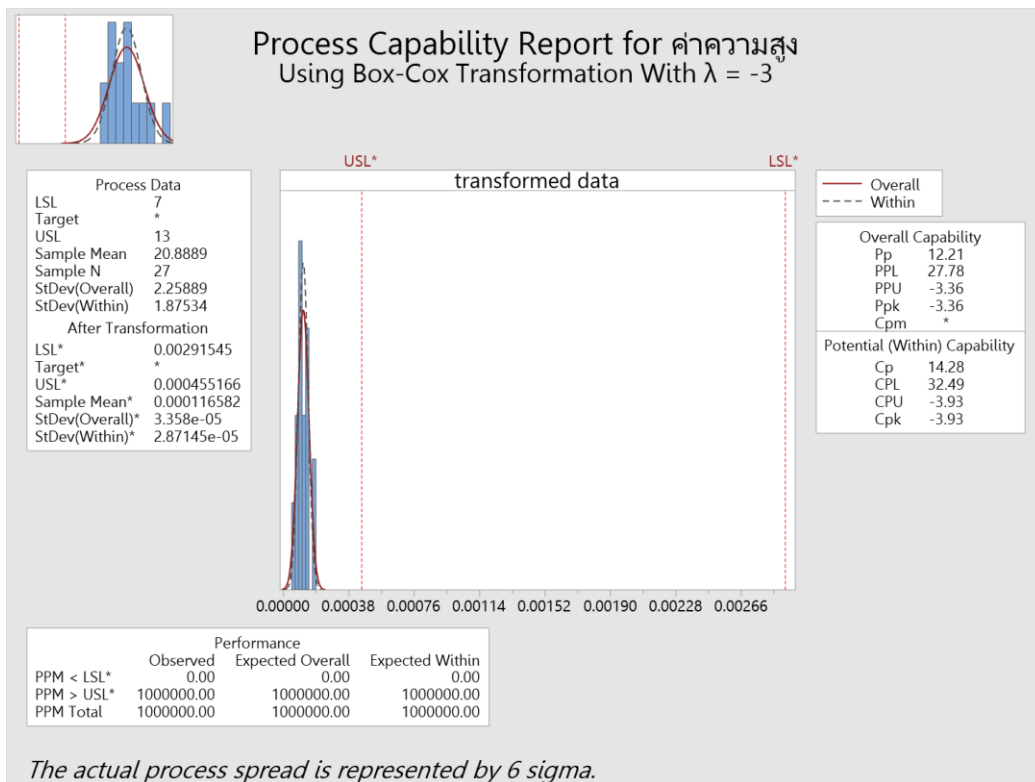 Process Capability Report for ค่าความสูง
Using Box-Cox Transformation With λ = -3
USL*
LSL*
transformed data
Overall
Within
Process Data
LSL 7
Target *
USL 13
Sample Mean 20.8889
Sample N 27
StDev(Overall) 2.25889
StDev(Within) 1.87534
After Transformation
LSL* 0.00291545
Target* *
USL* 0.000455166
Sample Mean* 0.000116582
StDev(Overall)* 3.358e-05
StDev(Within)* 2.87145e-05
Overall Capability
Pp 12.21
PPL 27.78
PPU -3.36
Ppk -3.36
Cpm *
Potential (Within) Capability
Cp 14.28
CPL 32.49
CPU -3.93
Cpk -3.93
0.00000 0.00038 0.00076 0.00114 0.00152 0.00190 0.00228 0.00266
Performance
Observed Expected Overall Expected Within
PPM < LSL* 0.00 0.00 0.00
PPM > USL* 1000000.00 1000000.00 1000000.00
PPM Total 1000000.00 1000000.00 1000000.00
The actual process spread is represented by 6 sigma.